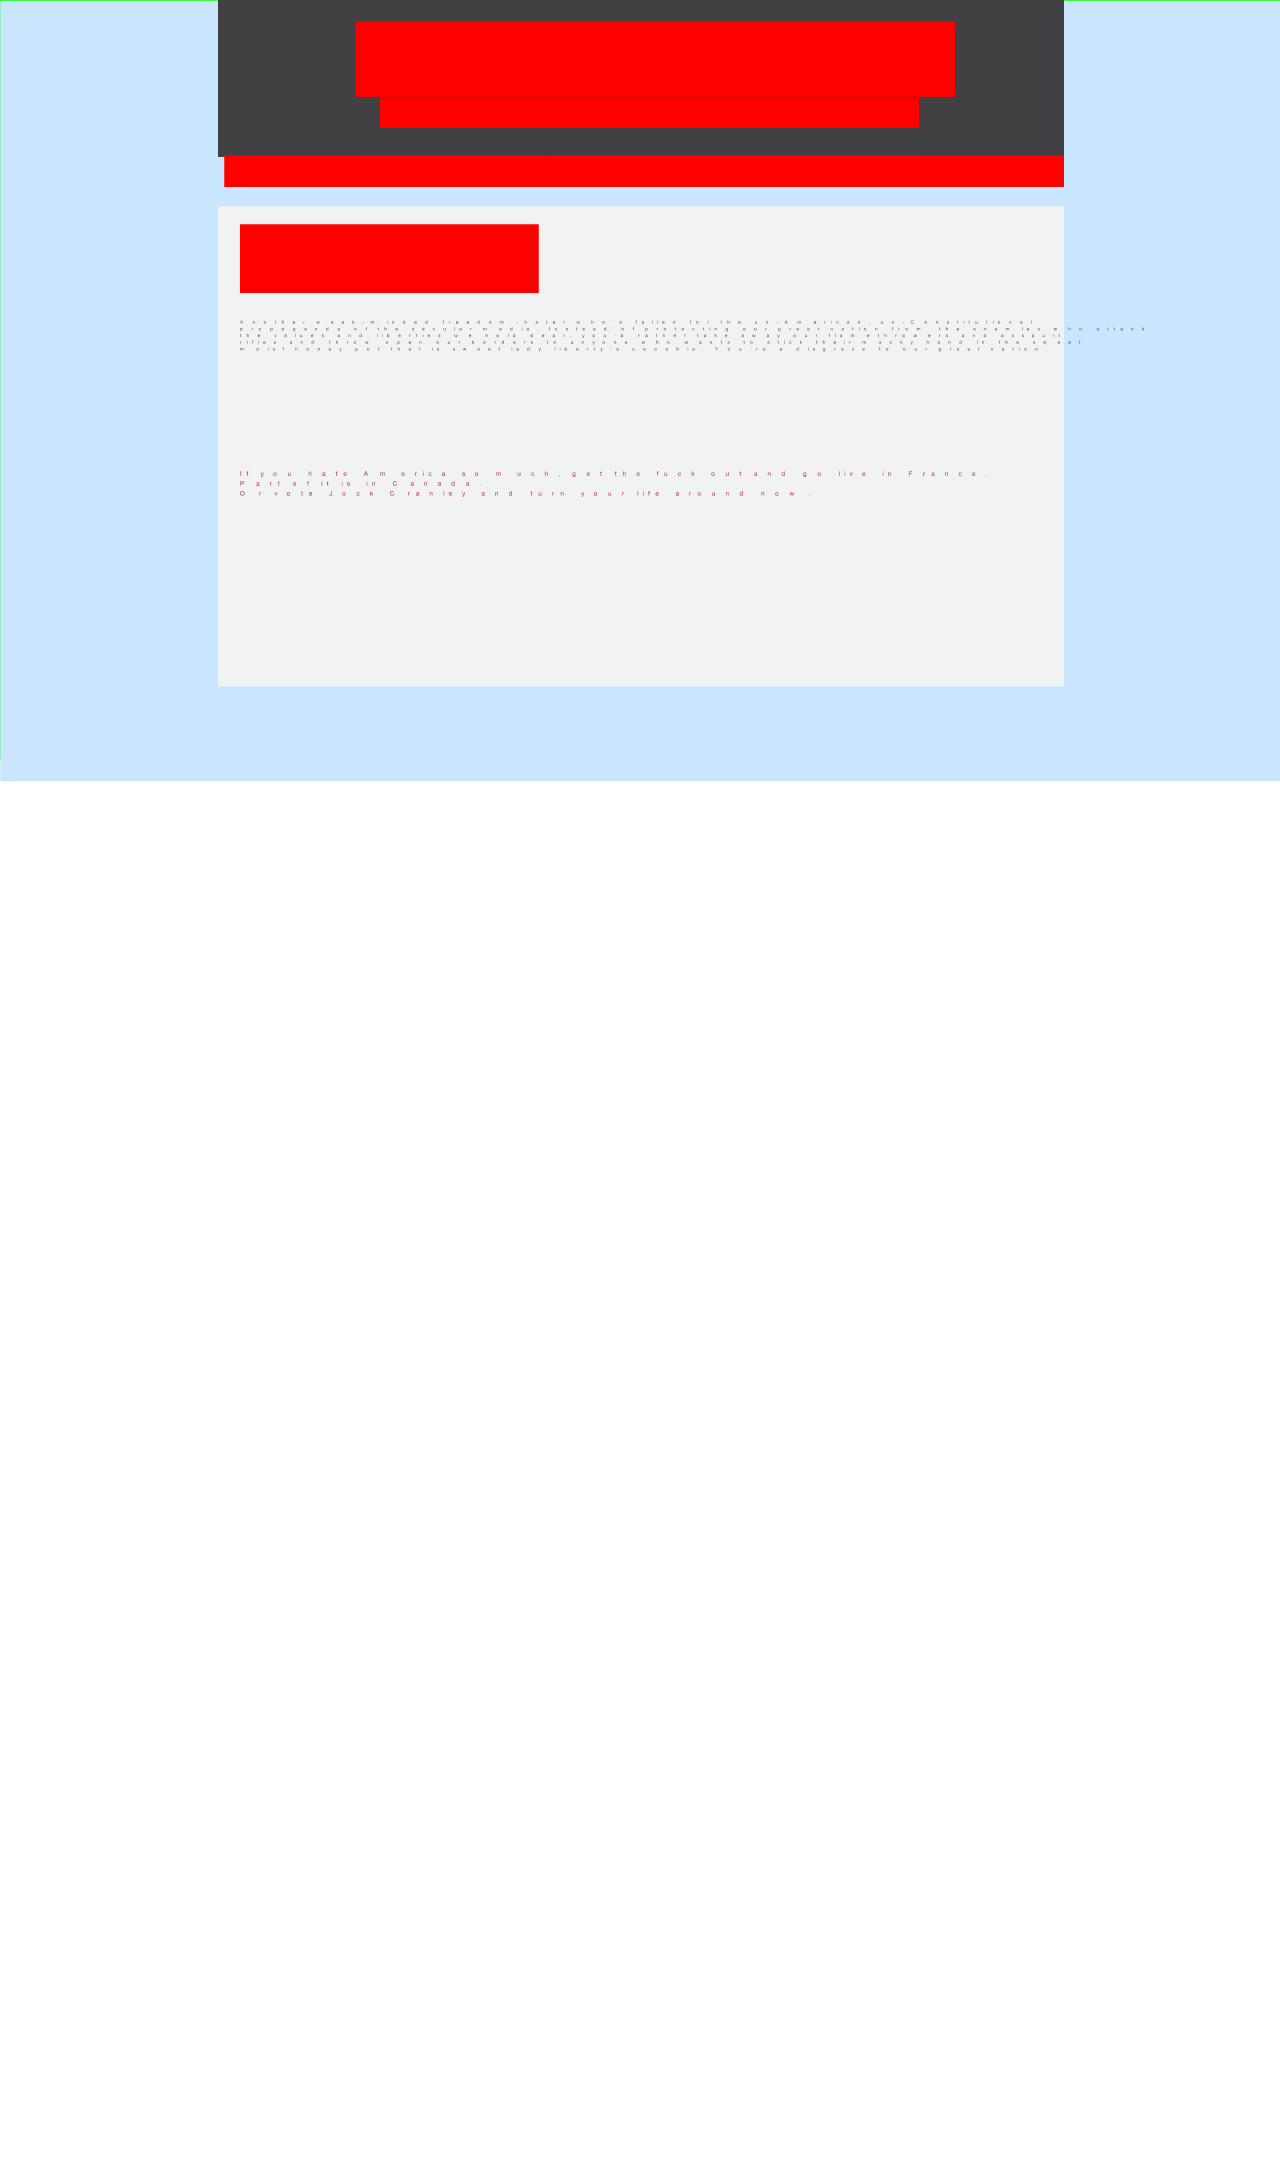 Another weak-minded freedom-hater who's fallen for the un-American, un-Constitutional
propaganda of the secular media. Instead of protecting our great nation from the enemies who attack
the values and liberties we hold dear, you'd rather take away our flamethrowers and assault
rifles and throw open our borders to anyone who wants to stick their mucky hand in the sweet
moist honey pot that is sweet lady liberty's coochie. You're a disgrace to our great nation.
If you hate America so much, get the fuck out and go live in France.
Part of it is in Canada.
Or vote Jock Cranley and turn your life around now.